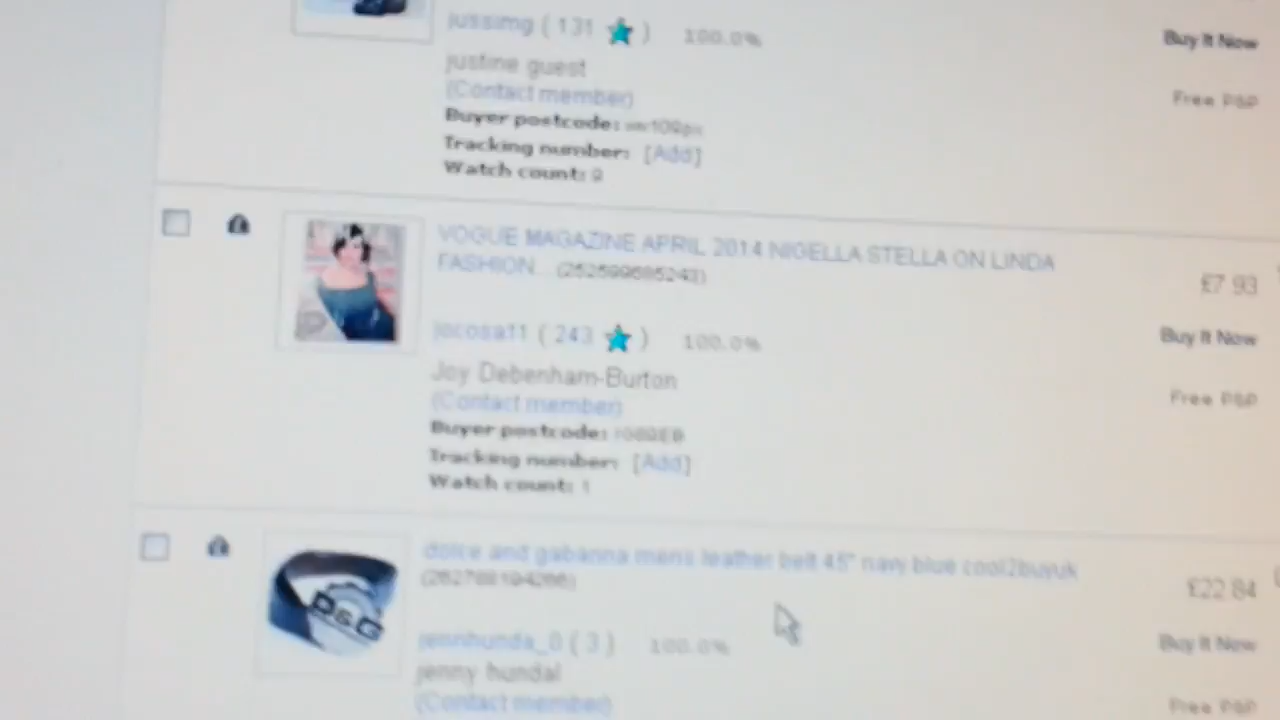 jussimg ( 131 ) 100.0%
Buy It Now
justine guest
(Contact member)
Free P&P
Buyer postcode:
Tracking number: [Add]
Watch count: 9
VOGUE MAGAZINE APRIL 2014 NIGELLA STELLA ON LINDA
FASHION...
£7.93
jocosa11 ( 243 ) 100.0%
Buy It Now
Joy Debenham-Burton
(Contact member)
Free P&P
Buyer postcode:
Tracking number: [Add]
Watch count: 1
dolce and gabanna mens leather belt 45" navy blue cool2buyuk
£22.84
D&G
jennhunda_0 ( 3 ) 100.0%
Buy It Now
jenny hundal
(Contact member)
Free P&P